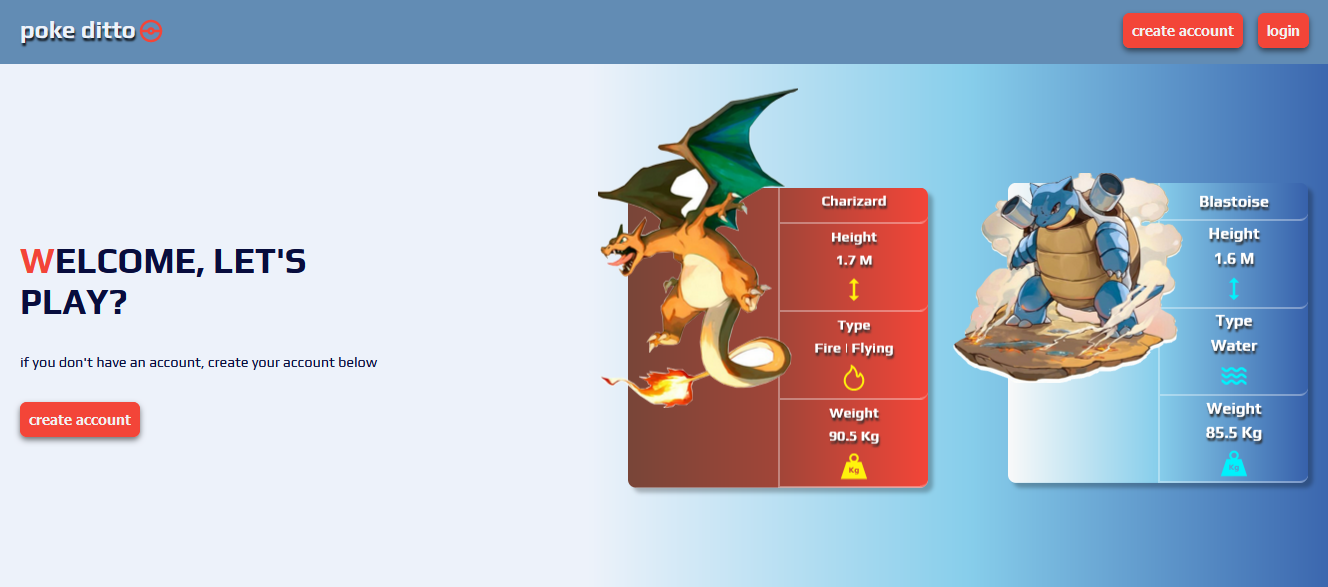 poke ditto
create account
login
WELCOME, LET'S
PLAY?
if you don't have an account, create your account below
create account
Charizard
Height
1.7 M
Type
Fire | Flying
Weight
90.5 Kg
Kg
Blastoise
Height
1.6 M
Type
Water
Weight
85.5 Kg
Kg